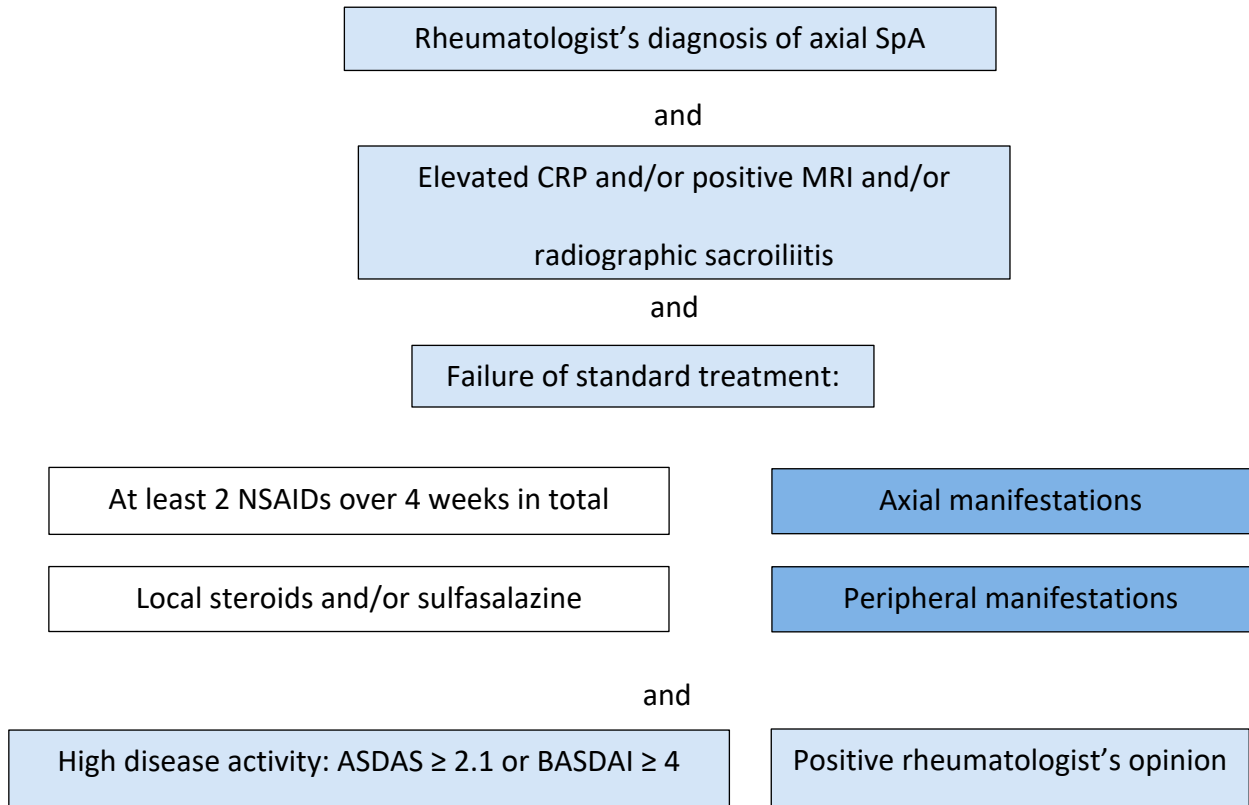 Rheumatologist’s diagnosis of axial SpA
and
Elevated CRP and/or positive MRI and/or
radiographic sacroiliitis
and
Failure of standard treatment:
At least 2 NSAIDs over 4 weeks in total
Axial manifestations
Local steroids and/or sulfasalazine
Peripheral manifestations
and
High disease activity: ASDAS ≥ 2.1 or BASDAI ≥ 4
Positive rheumatologist’s opinion